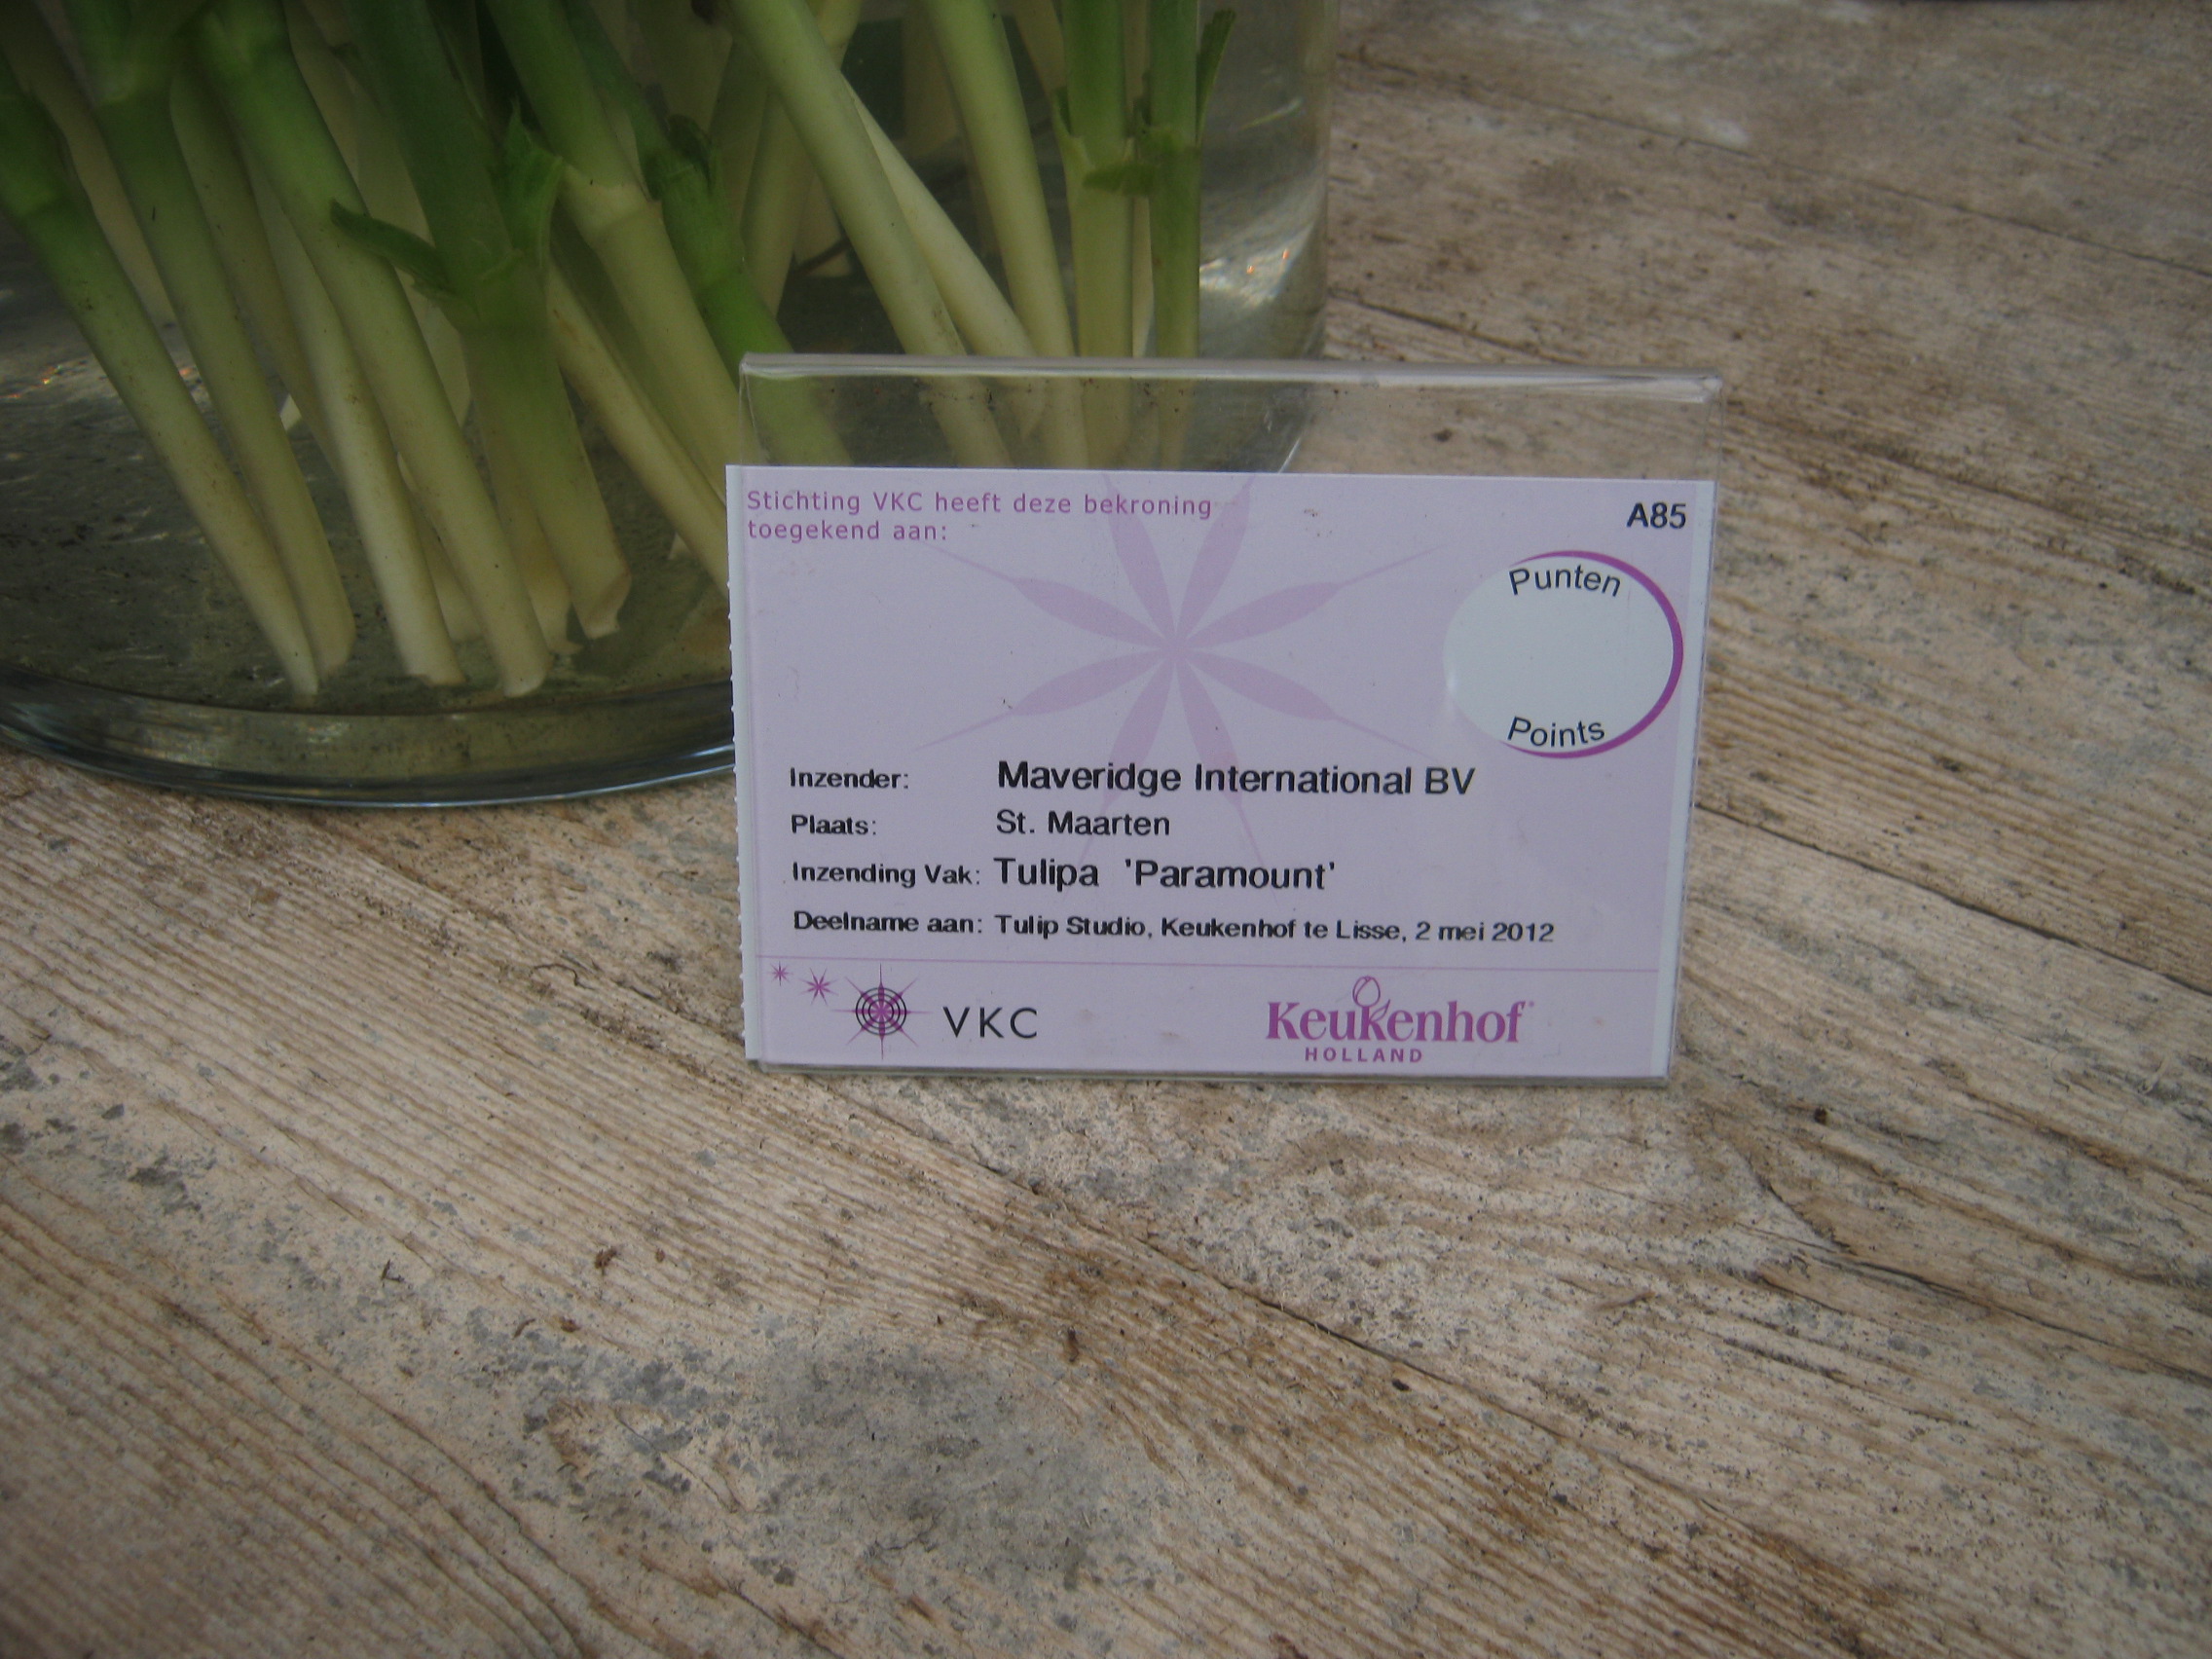 Stichting VKC heeft deze bekroning
toegekend aan:
A85
Punten
Points
Inzender: Maveridge International BV
Plaats: St. Maarten
Inzending Vak: Tulipa 'Paramount'
Deelname aan: Tulip Studio, Keukenhof te Lisse, 2 mei 2012
VKC
Keukenhof
HOLLAND